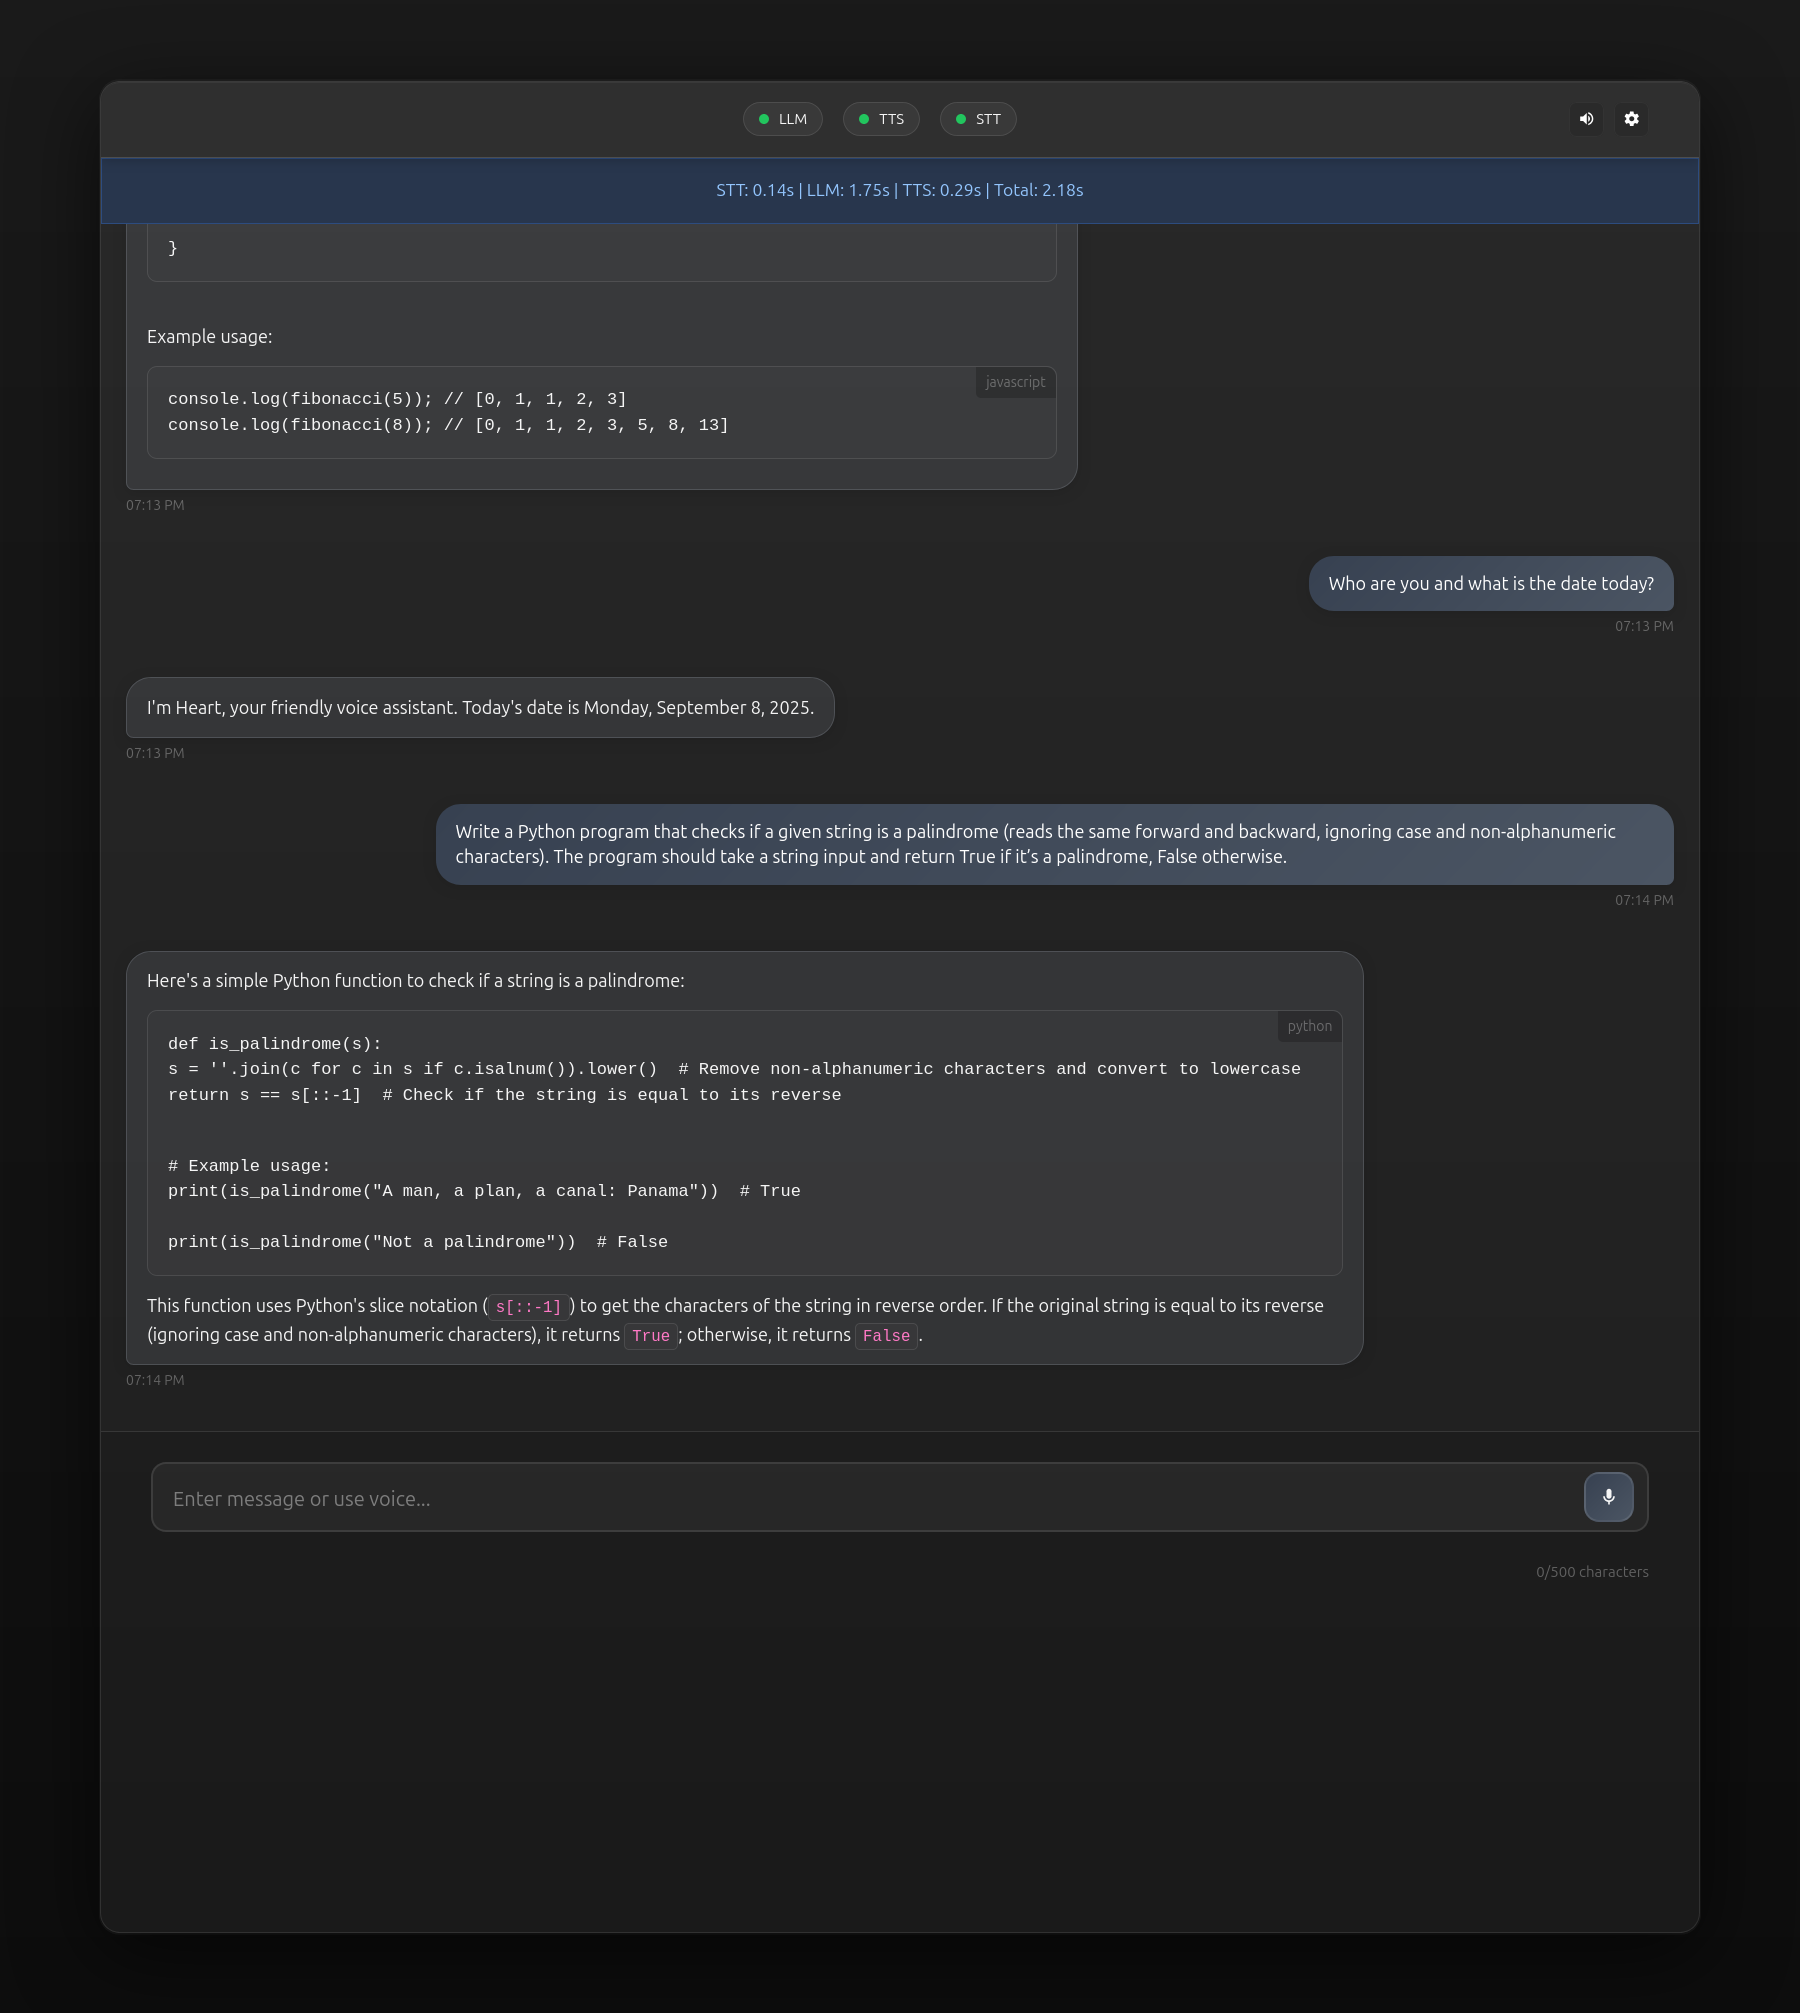 LLM TTS STT
STT: 0.14s | LLM: 1.75s | TTS: 0.29s | Total: 2.18s
}
Example usage:
javascript
console.log(fibonacci(5)); // [0, 1, 1, 2, 3]
console.log(fibonacci(8)); // [0, 1, 1, 2, 3, 5, 8, 13]
07:13 PM
Who are you and what is the date today?
07:13 PM
I'm Heart, your friendly voice assistant. Today's date is Monday, September 8, 2025.
07:13 PM
Write a Python program that checks if a given string is a palindrome (reads the same forward and backward, ignoring case and non-alphanumeric
characters). The program should take a string input and return True if it’s a palindrome, False otherwise.
07:14 PM
Here's a simple Python function to check if a string is a palindrome:
python
def is_palindrome(s):
s = ''.join(c for c in s if c.isalnum()).lower()  # Remove non-alphanumeric characters and convert to lowercase
return s == s[::-1]  # Check if the string is equal to its reverse
# Example usage:
print(is_palindrome("A man, a plan, a canal: Panama"))  # True
print(is_palindrome("Not a palindrome"))  # False
This function uses Python's slice notation (s[::-1]) to get the characters of the string in reverse order. If the original string is equal to its reverse
(ignoring case and non-alphanumeric characters), it returns True; otherwise, it returns False.
07:14 PM
Enter message or use voice...
0/500 characters